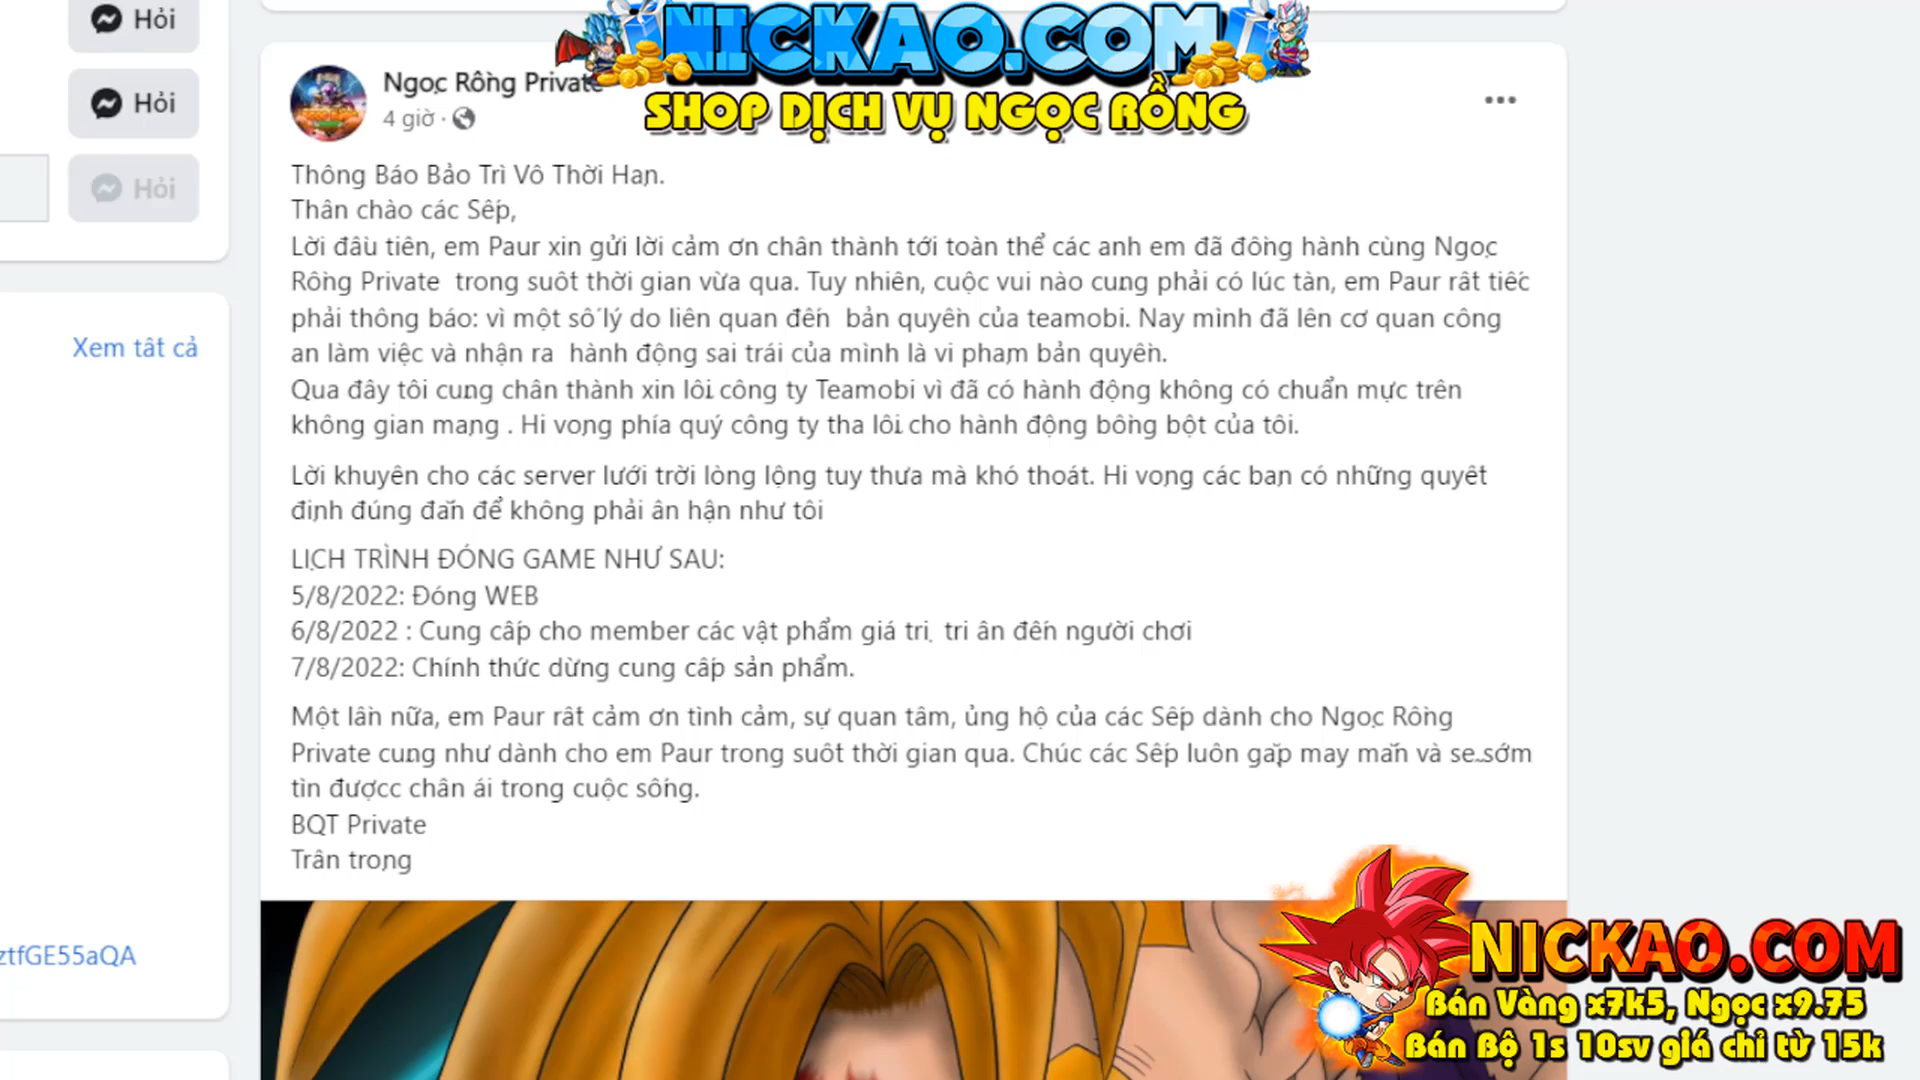 Hỏi
Hỏi
Hỏi
Xem tất cả
ztfGE55aQA
NICKAO.COM
SHOP DỊCH VỤ NGỌC RỒNG
Ngọc Rồng Private
4 giờ ·
Thông Báo Bảo Trì Vô Thời Hạn.
Thân chào các Sếp,
Lời đầu tiên, em Paur xin gửi lời cảm ơn chân thành tới toàn thể các anh em đã đồng hành cùng Ngọc
Rồng Private trong suốt thời gian vừa qua. Tuy nhiên, cuộc vui nào cũng phải có lúc tàn, em Paur rất tiếc
phải thông báo: vì một số lý do liên quan đến bản quyền của teamobi. Nay mình đã lên cơ quan công
an làm việc và nhận ra hành động sai trái của mình là vi phạm bản quyền.
Qua đây tôi cũng chân thành xin lỗi công ty Teamobi vì đã có hành động không có chuẩn mực trên
không gian mạng . Hi vọng phía quý công ty tha lỗi cho hành động bồng bột của tôi.
Lời khuyên cho các server lưới trời lòng lộng tuy thưa mà khó thoát. Hi vọng các bạn có những quyết
định đúng đắn để không phải ân hận như tôi
LỊCH TRÌNH ĐÓNG GAME NHƯ SAU:
5/8/2022: Đóng WEB
6/8/2022 : Cung cấp cho member các vật phẩm giá trị, tri ân đến người chơi
7/8/2022: Chính thức dừng cung cấp sản phẩm.
Một lần nữa, em Paur rất cảm ơn tình cảm, sự quan tâm, ủng hộ của các Sếp dành cho Ngọc Rồng
Private cũng như dành cho em Paur trong suốt thời gian qua. Chúc các Sếp luôn gặp may mắn và sẽ sớm
tìn đượcc chân ái trong cuộc sống.
BQT Private
Trân trọng
NICKAO.COM
Bán Vàng x7k5, Ngọc x9.75
Bán Bộ 1s 10sv giá chỉ từ 15k